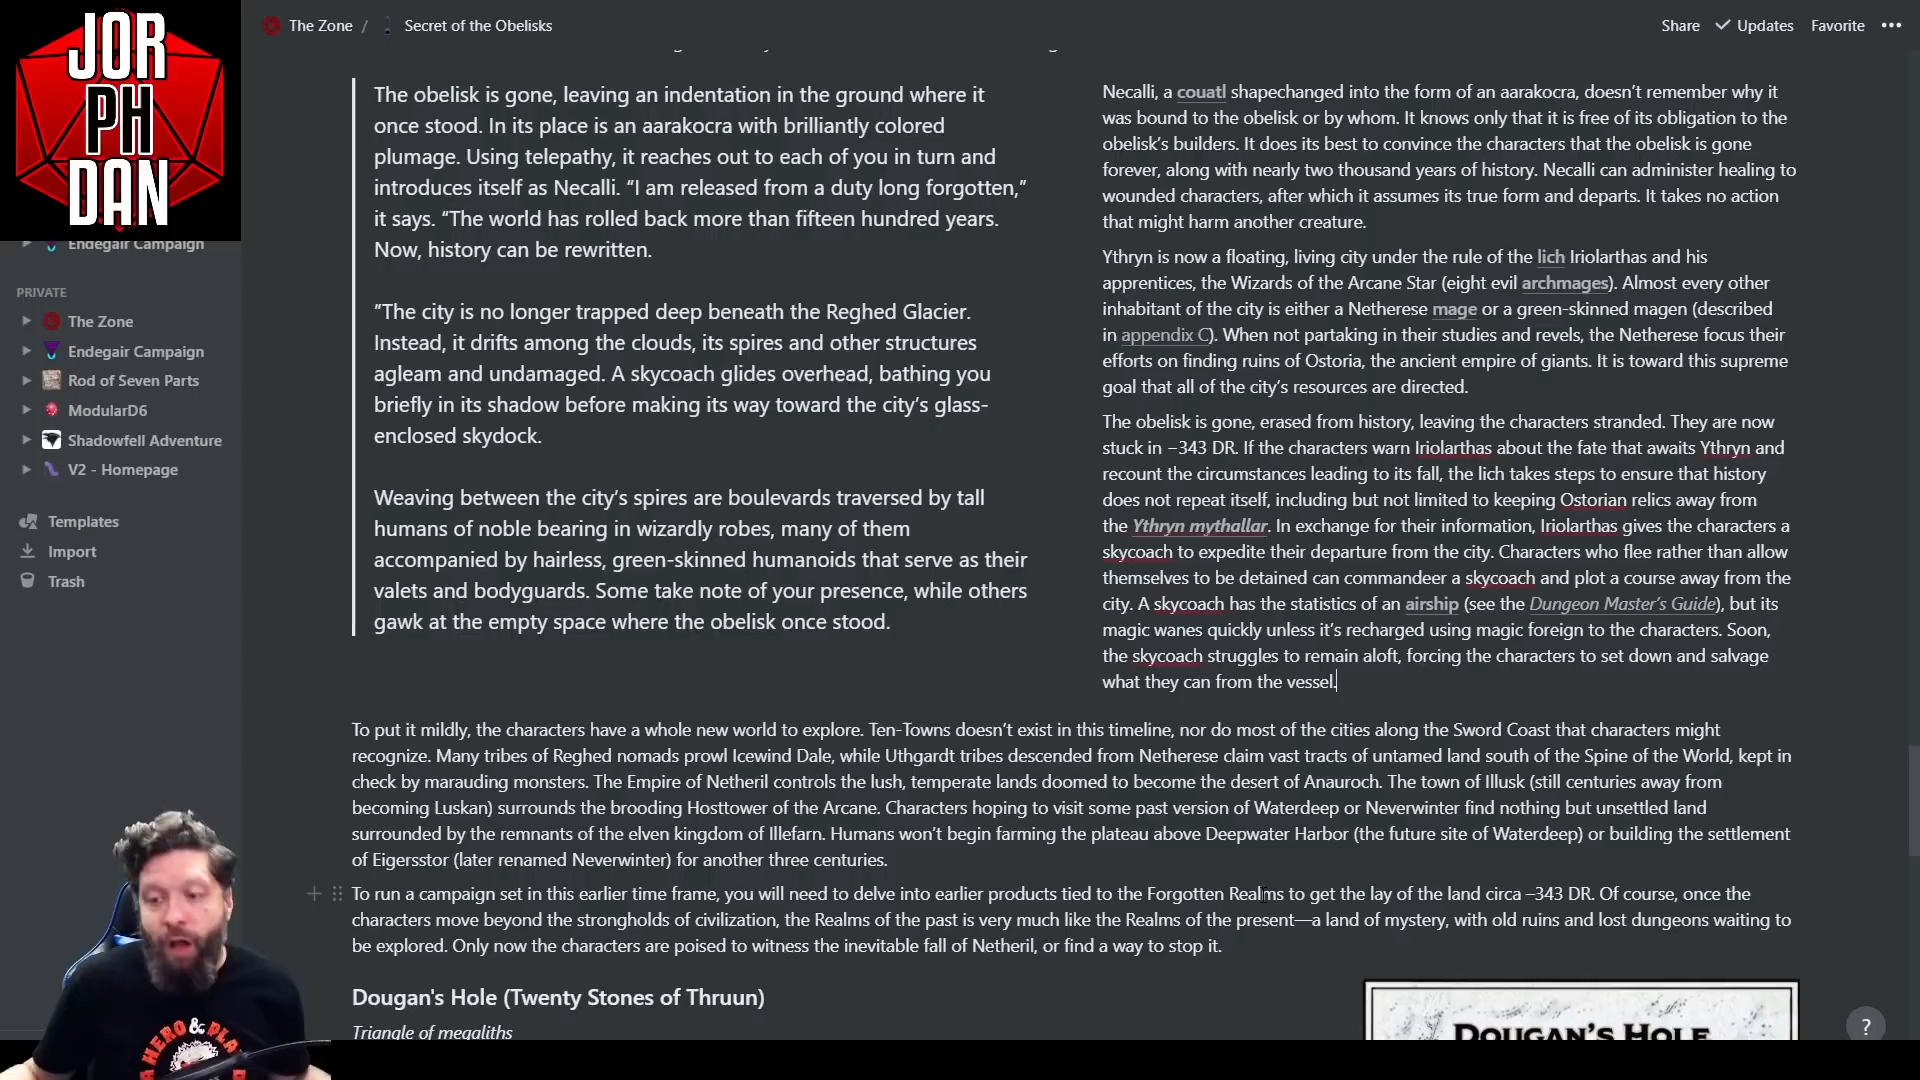 JOR
PH
DAN
The Zone / Secret of the Obelisks
Share Updates Favorite
Endegair Campaign
PRIVATE
The Zone
Endegair Campaign
Rod of Seven Parts
ModularD6
Shadowfell Adventure
V2 - Homepage
Templates
Import
Trash
The obelisk is gone, leaving an indentation in the ground where it
once stood. In its place is an aarakocra with brilliantly colored
plumage. Using telepathy, it reaches out to each of you in turn and
introduces itself as Necalli. “I am released from a duty long forgotten,”
it says. “The world has rolled back more than fifteen hundred years.
Now, history can be rewritten.
"The city is no longer trapped deep beneath the Reghed Glacier.
Instead, it drifts among the clouds, its spires and other structures
agleam and undamaged. A skycoach glides overhead, bathing you
briefly in its shadow before making its way toward the city’s glass-
enclosed skydock.
Weaving between the city’s spires are boulevards traversed by tall
humans of noble bearing in wizardly robes, many of them
accompanied by hairless, green-skinned humanoids that serve as their
valets and bodyguards. Some take note of your presence, while others
gawk at the empty space where the obelisk once stood.
Necalli, a couatl shapechanged into the form of an aarakocra, doesn’t remember why it
was bound to the obelisk or by whom. It knows only that it is free of its obligation to the
obelisk’s builders. It does its best to convince the characters that the obelisk is gone
forever, along with nearly two thousand years of history. Necalli can administer healing to
wounded characters, after which it assumes its true form and departs. It takes no action
that might harm another creature.
Ythryn is now a floating, living city under the rule of the lich Iriolarthas and his
apprentices, the Wizards of the Arcane Star (eight evil archmages). Almost every other
inhabitant of the city is either a Netherese mage or a green-skinned magen (described
in appendix C). When not partaking in their studies and revels, the Netherese focus their
efforts on finding ruins of Ostoria, the ancient empire of giants. It is toward this supreme
goal that all of the city’s resources are directed.
The obelisk is gone, erased from history, leaving the characters stranded. They are now
stuck in −343 DR. If the characters warn Iriolarthas about the fate that awaits Ythryn and
recount the circumstances leading to its fall, the lich takes steps to ensure that history
does not repeat itself, including but not limited to keeping Ostorian relics away from
the Ythryn mythallar. In exchange for their information, Iriolarthas gives the characters a
skycoach to expedite their departure from the city. Characters who flee rather than allow
themselves to be detained can commandeer a skycoach and plot a course away from the
city. A skycoach has the statistics of an airship (see the Dungeon Master’s Guide), but its
magic wanes quickly unless it’s recharged using magic foreign to the characters. Soon,
the skycoach struggles to remain aloft, forcing the characters to set down and salvage
what they can from the vessel.
To put it mildly, the characters have a whole new world to explore. Ten-Towns doesn’t exist in this timeline, nor do most of the cities along the Sword Coast that characters might
recognize. Many tribes of Reghed nomads prowl Icewind Dale, while Uthgardt tribes descended from Netherese claim vast tracts of untamed land south of the Spine of the World, kept in
check by marauding monsters. The Empire of Netheril controls the lush, temperate lands doomed to become the desert of Anauroch. The town of Illusk (still centuries away from
becoming Luskan) surrounds the brooding Hosttower of the Arcane. Characters hoping to visit some past version of Waterdeep or Neverwinter find nothing but unsettled land
surrounded by the remnants of the elven kingdom of Illefarn. Humans won’t begin farming the plateau above Deepwater Harbor (the future site of Waterdeep) or building the settlement
of Eigersstor (later renamed Neverwinter) for another three centuries.
To run a campaign set in this earlier time frame, you will need to delve into earlier products tied to the Forgotten Realms to get the lay of the land circa −343 DR. Of course, once the
characters move beyond the strongholds of civilization, the Realms of the past is very much like the Realms of the present—a land of mystery, with old ruins and lost dungeons waiting to
be explored. Only now the characters are poised to witness the inevitable fall of Netheril, or find a way to stop it.
Dougan's Hole (Twenty Stones of Thruun)
Triangle of megaliths
DOUGAN'S HOLE
?